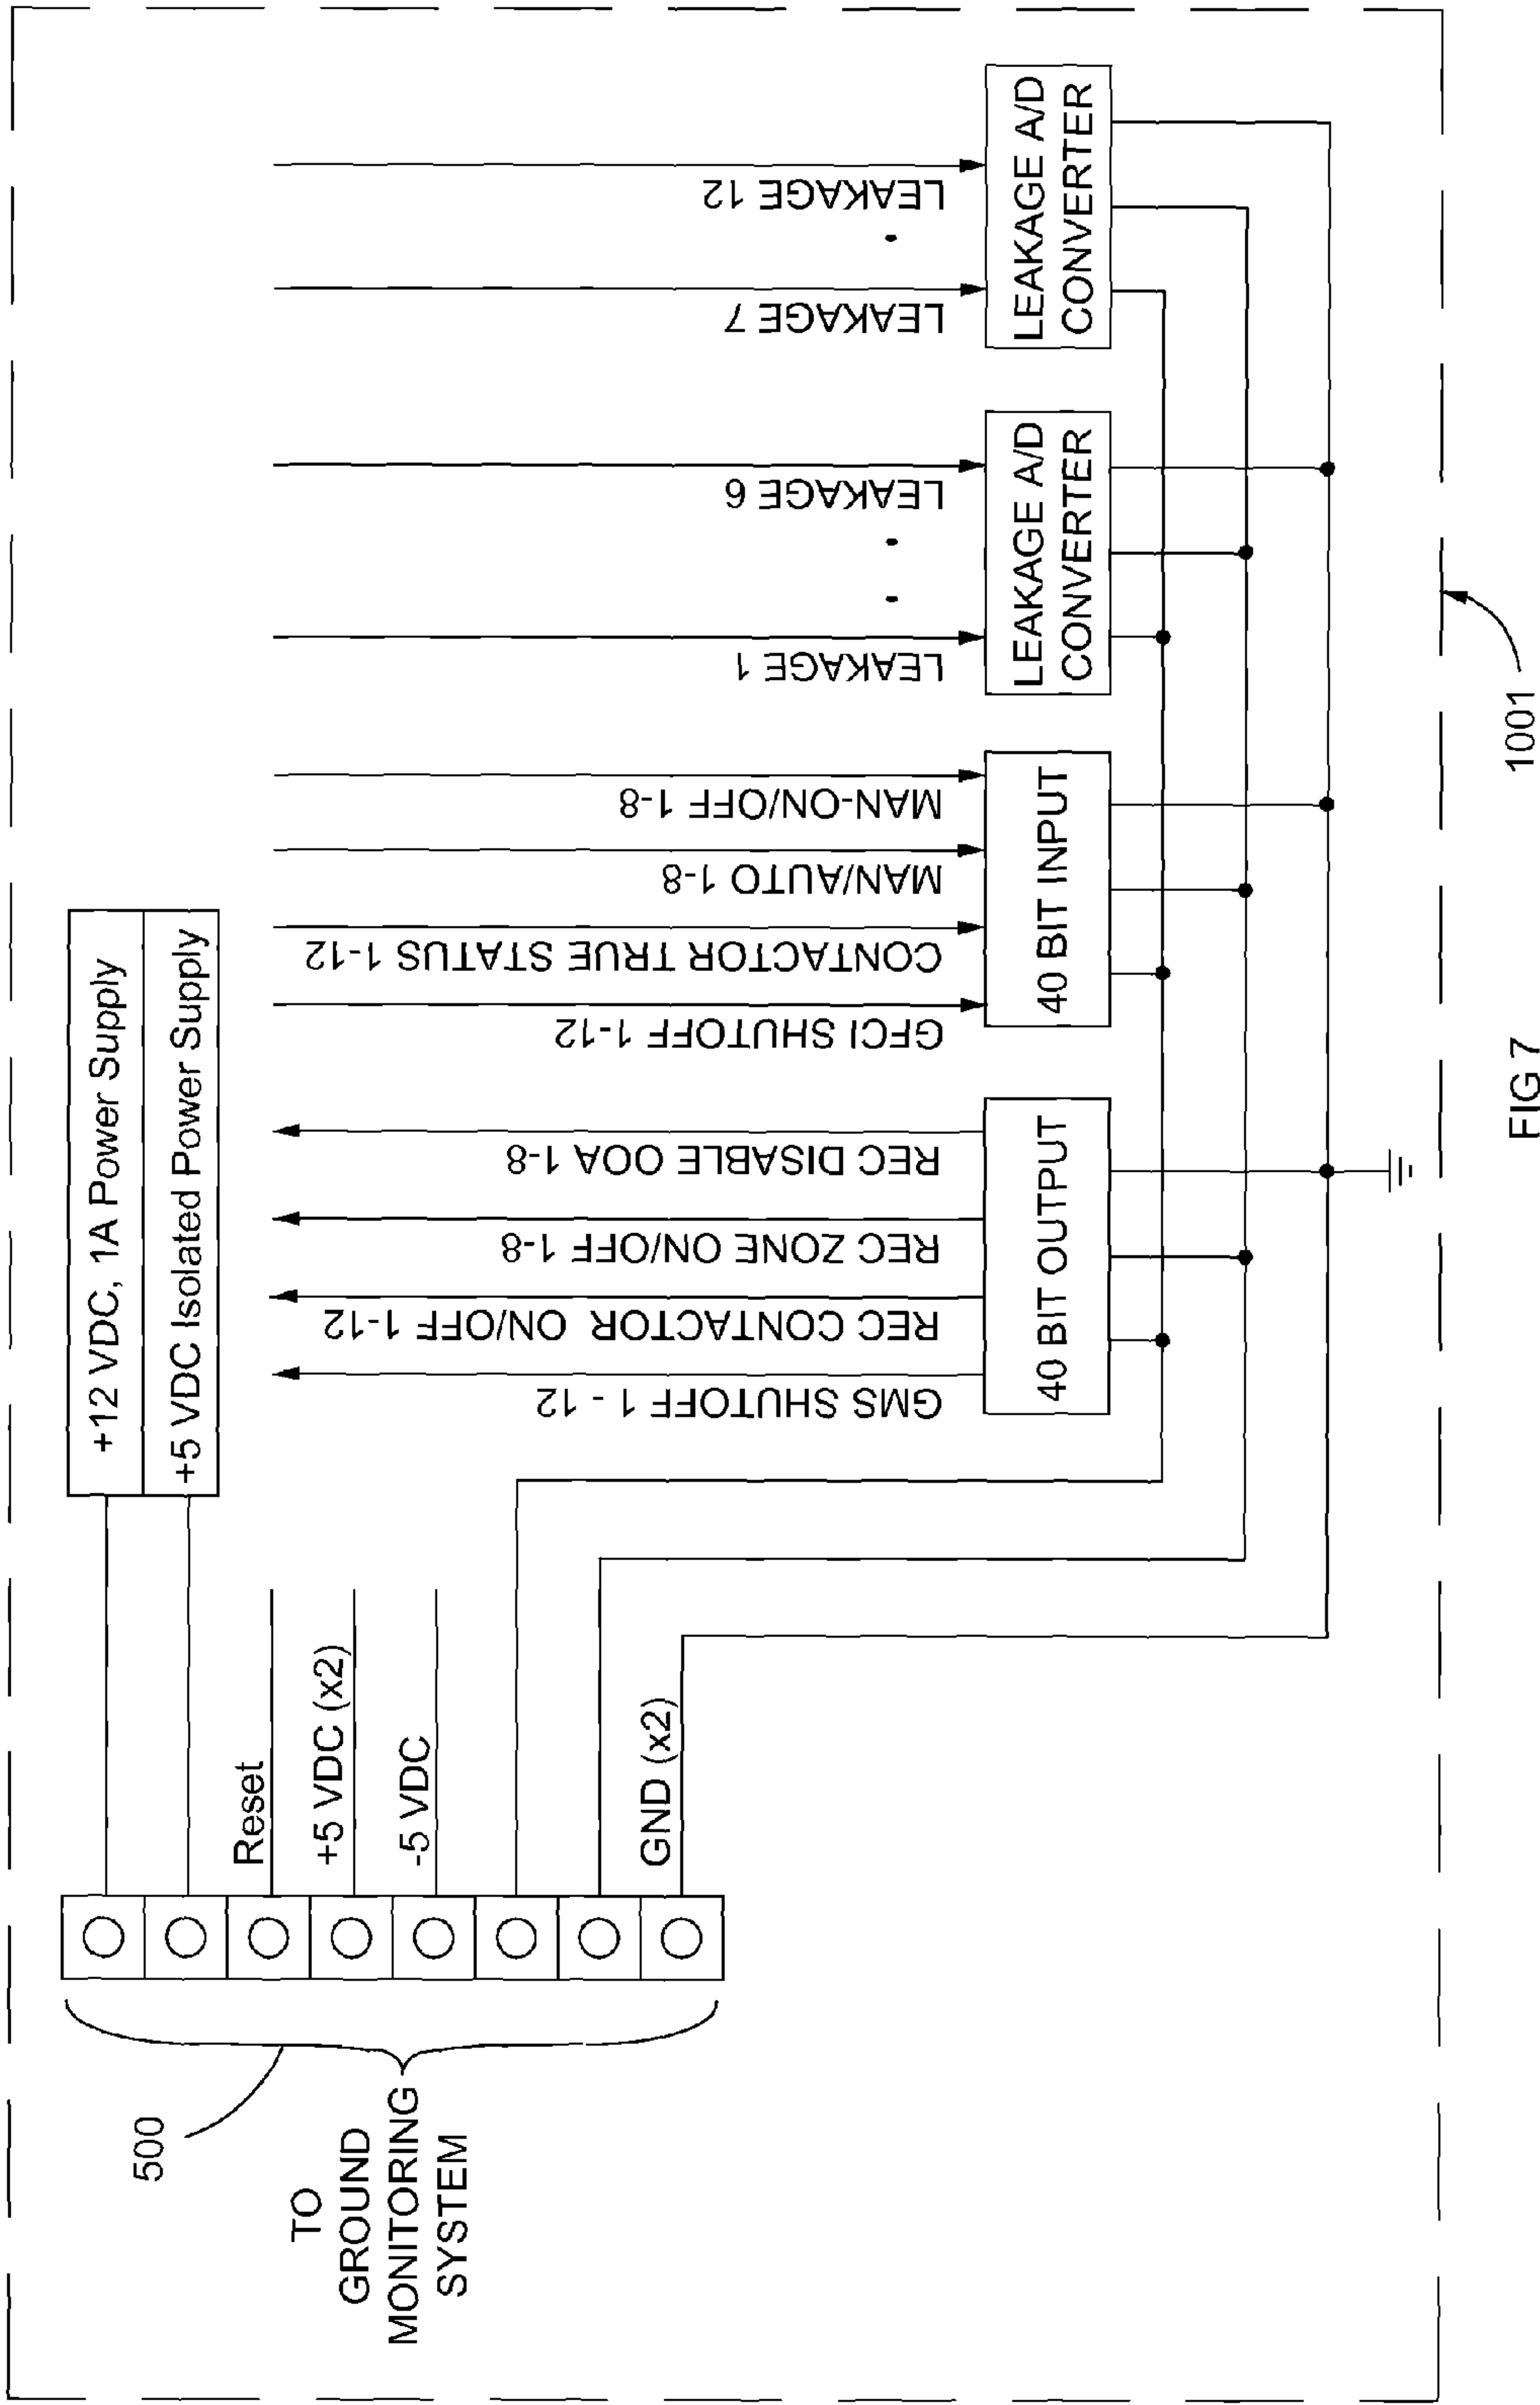 +12 VDC, 1A Power Supply
+5 VDC Isolated Power Supply
Reset
+5 VDC (x2)
-5 VDC
GND (x2)
500
TO
GROUND
MONITORING
SYSTEM
GMS SHUTOFF 1 - 12
REC CONTACTOR ON/OFF 1-12
REC ZONE ON/OFF 1-8
REC DISABLE OOA 1-8
GFCI SHUTOFF 1-12
CONTACTOR TRUE STATUS 1-12
MAN/AUTO 1-8
MAN-ON/OFF 1-8
LEAKAGE 1
LEAKAGE 6
LEAKAGE 7
LEAKAGE 12
40 BIT OUTPUT
40 BIT INPUT
LEAKAGE A/D
CONVERTER
LEAKAGE A/D
CONVERTER
1001
FIG 7